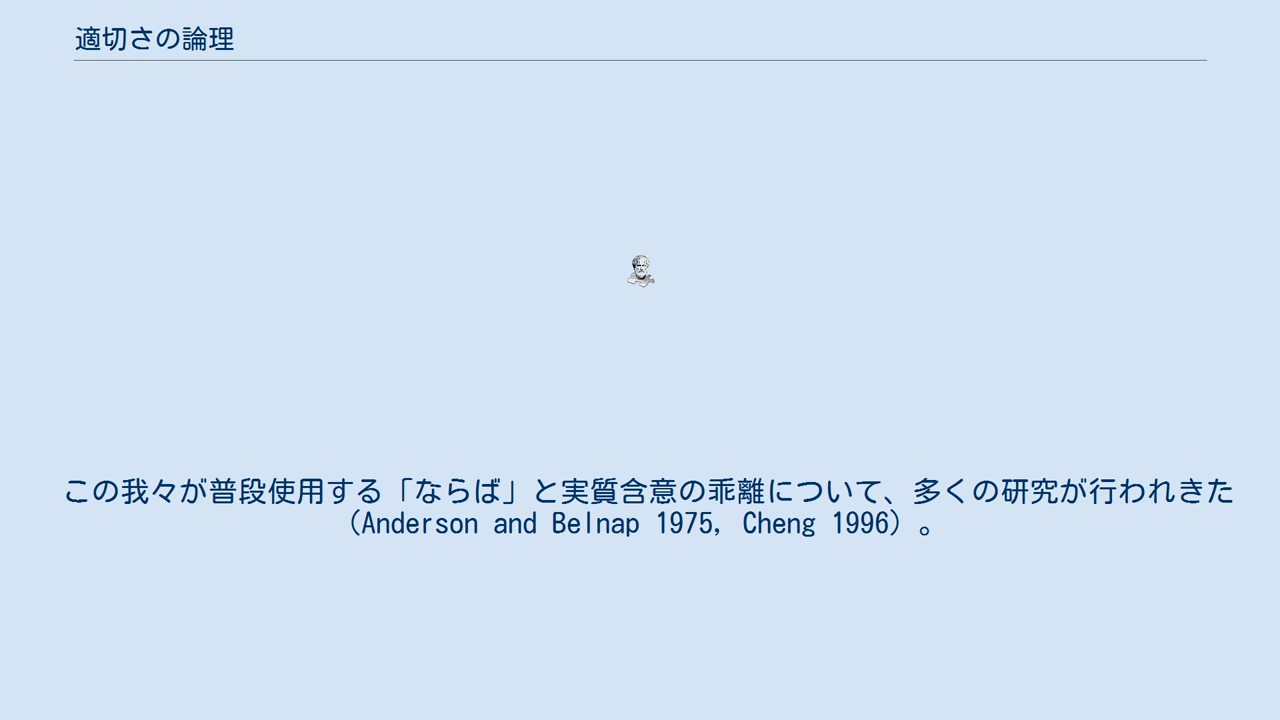 適切さの論理
この我々が普段使用する「ならば」と実質含意の乖離について、多くの研究が行われきた
（Anderson and Belnap 1975, Cheng 1996）。